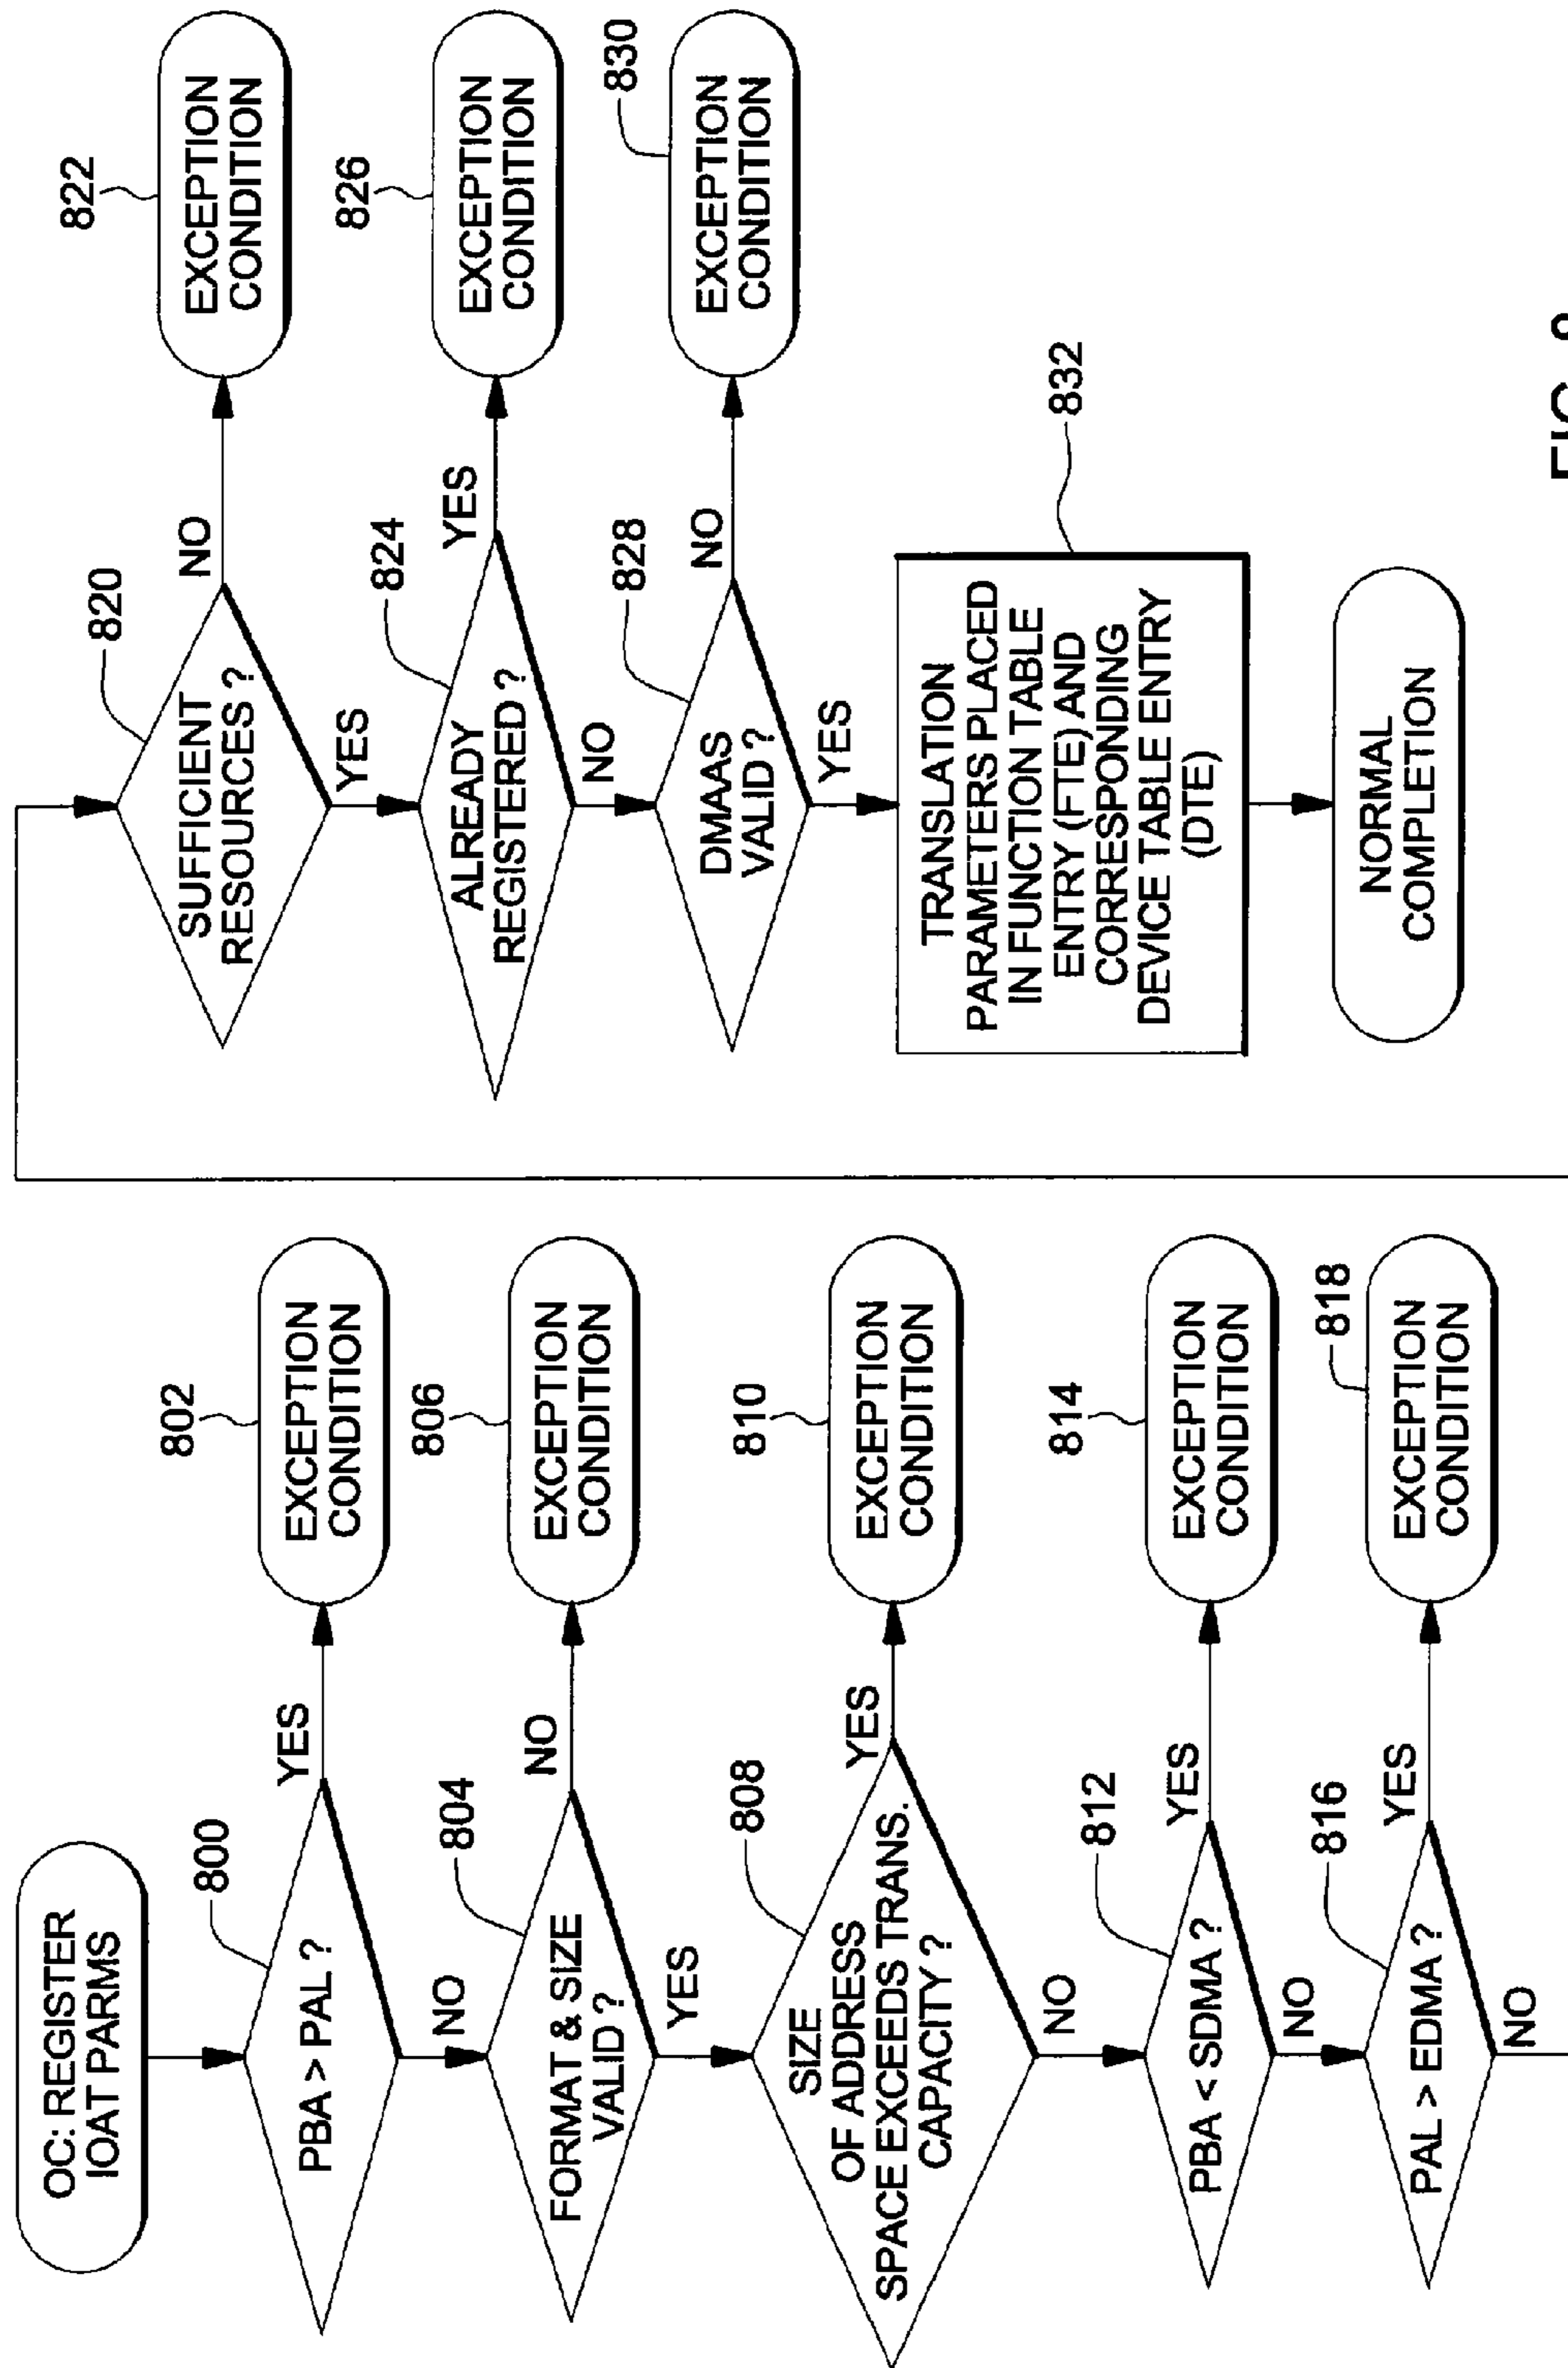 OC: REGISTER
IOAT PARMS
800
PBA > PAL ?
YES
802
EXCEPTION
CONDITION
NO
804
FORMAT & SIZE
VALID ?
NO
806
EXCEPTION
CONDITION
YES
808
SIZE
OF ADDRESS
SPACE EXCEEDS TRANS.
CAPACITY ?
YES
810
EXCEPTION
CONDITION
NO
812
PBA < SDMA ?
YES
814
EXCEPTION
CONDITION
NO
816
PAL > EDMA ?
YES
818
EXCEPTION
CONDITION
NO
820
SUFFICIENT
RESOURCES ?
NO
822
EXCEPTION
CONDITION
YES
824
ALREADY
REGISTERED ?
YES
826
EXCEPTION
CONDITION
NO
828
DMAAS
VALID ?
NO
830
EXCEPTION
CONDITION
YES
832
TRANSLATION
PARAMETERS PLACED
IN FUNCTION TABLE
ENTRY (FTE) AND
CORRESPONDING
DEVICE TABLE ENTRY
(DTE)
NORMAL
COMPLETION
FIG.